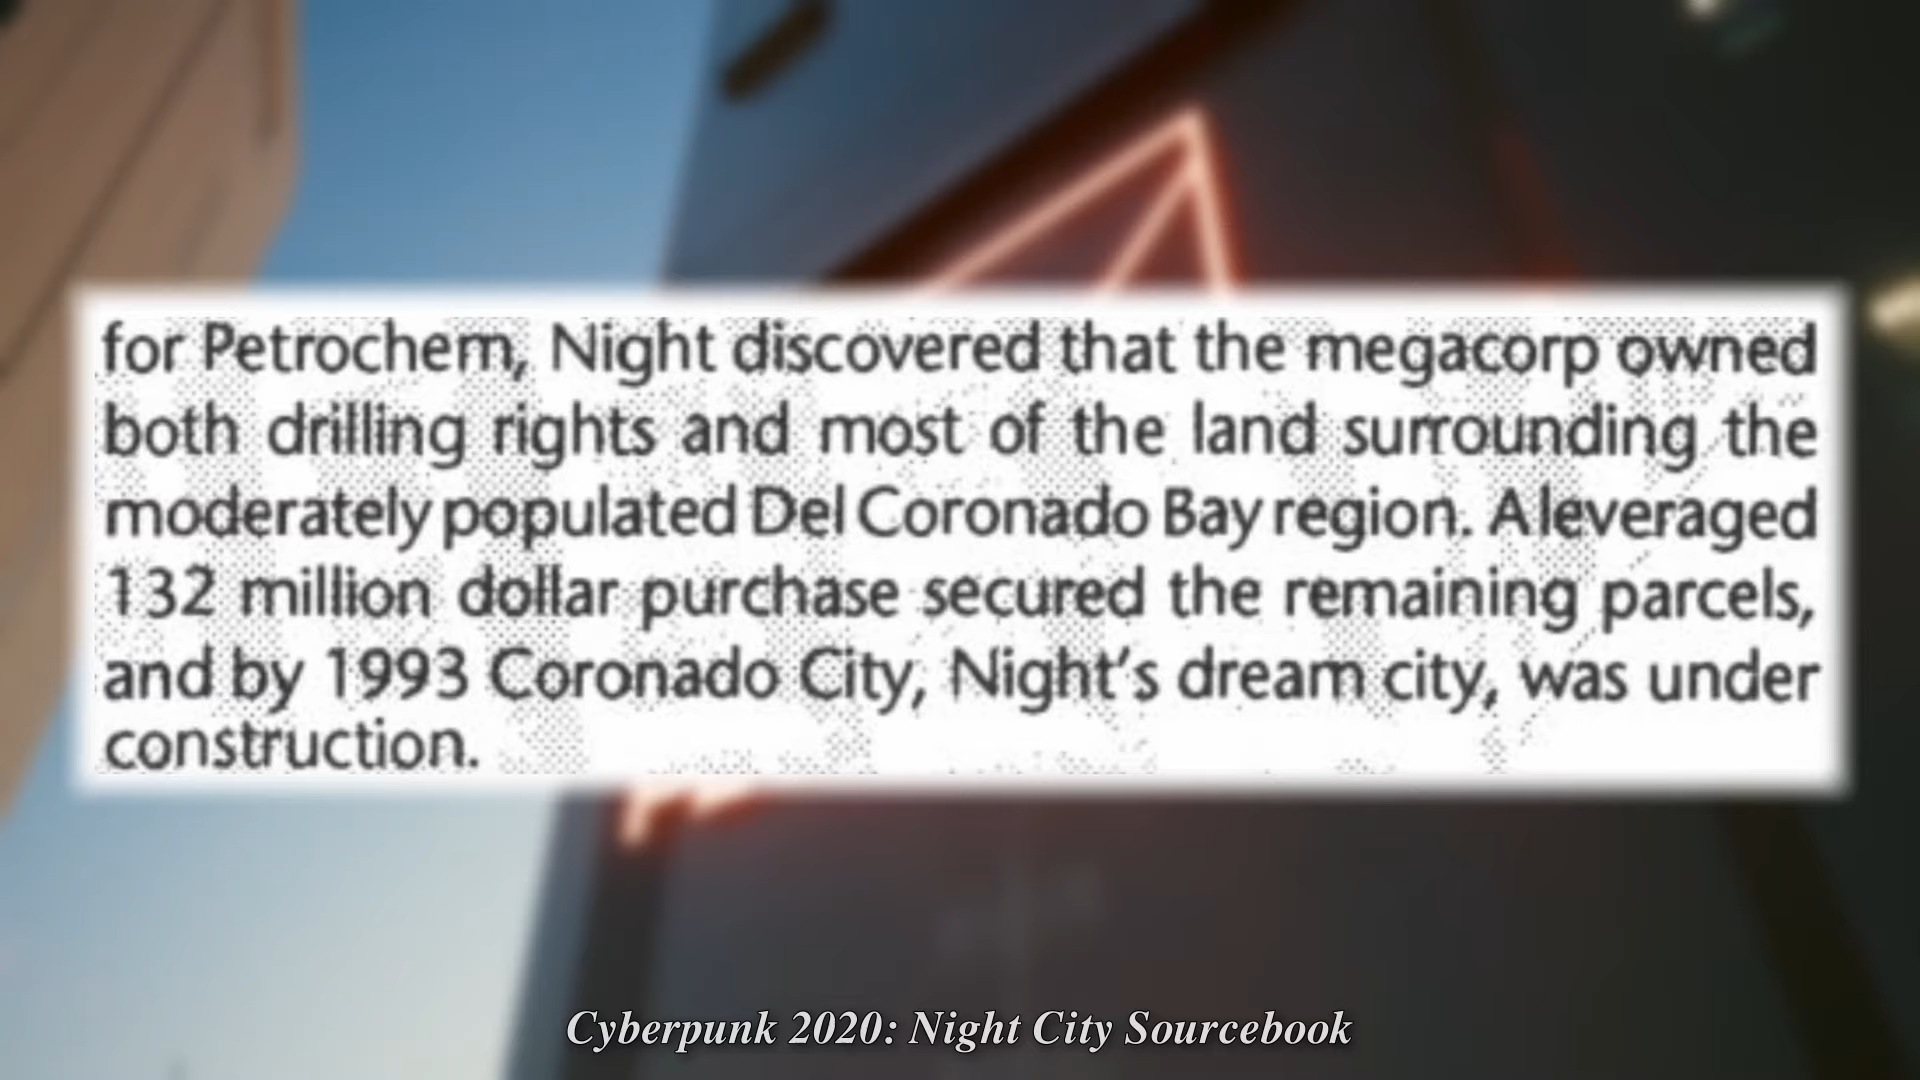 for Petrochem, Night discovered that the megacorp owned
both drilling rights and most of the land surrounding the
moderately populated Del Coronado Bay region. A leveraged
132 million dollar purchase secured the remaining parcels,
and by 1993 Coronado City, Night's dream city, was under
construction.
Cyberpunk 2020: Night City Sourcebook